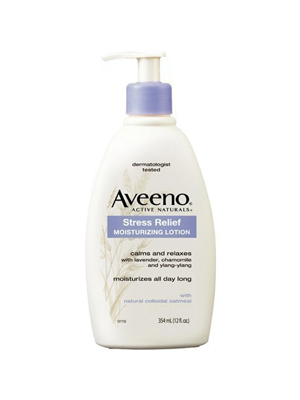 dermatologist
tested
Aveeno®
ACTIVE NATURALS®
Stress Relief
MOISTURIZING LOTION
calms and relaxes
with lavender, chamomile
and ylang-ylang
moisturizes all day long
with
natural colloidal oatmeal
354 mL (12 fl.oz.)